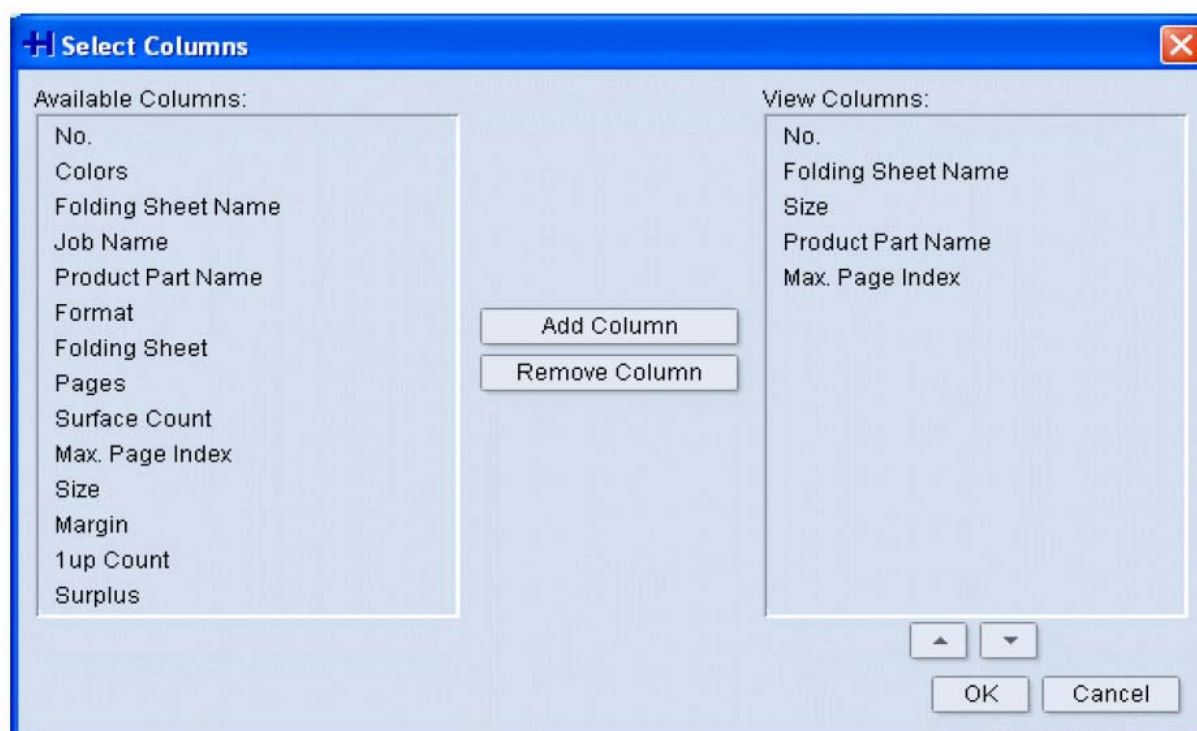 Select Columns
Available Columns:
No.
Colors
Folding Sheet Name
Job Name
Product Part Name
Format
Folding Sheet
Pages
Surface Count
Max. Page Index
Size
Margin
1up Count
Surplus
Add Column
Remove Column
View Columns:
No.
Folding Sheet Name
Size
Product Part Name
Max. Page Index
OK
Cancel